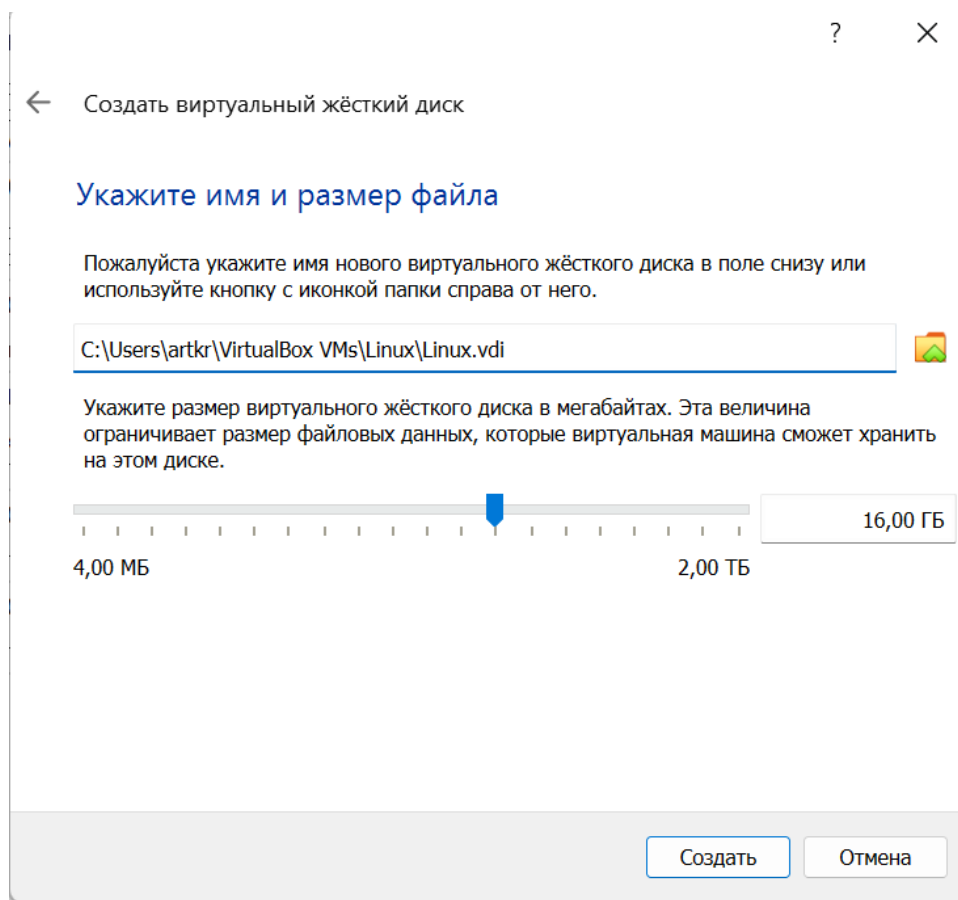 ?
Создать виртуальный жёсткий диск
Укажите имя и размер файла
Пожалуйста укажите имя нового виртуального жёсткого диска в поле снизу или
используйте кнопку с иконкой папки справа от него.
C:\Users\artkr\VirtualBox VMs\Linux\Linux.vdi
Укажите размер виртуального жёсткого диска в мегабайтах. Эта величина
ограничивает размер файловых данных, которые виртуальная машина сможет хранить
на этом диске.
16,00 ГБ
4,00 МБ 2,00 ТБ
Создать Отмена